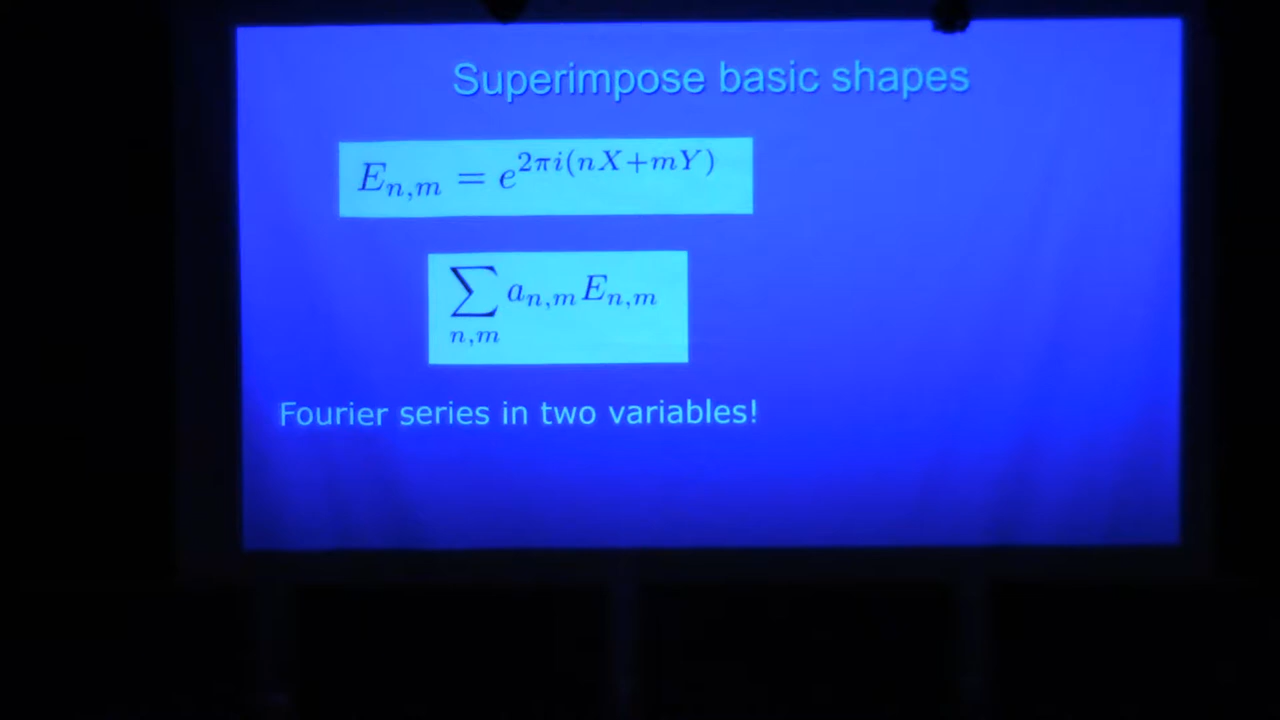 Superimpose basic shapes
E_{n,m} = e^{2πi(nX+mY)}
∑_{n,m} a_{n,m} E_{n,m}
Fourier series in two variables!